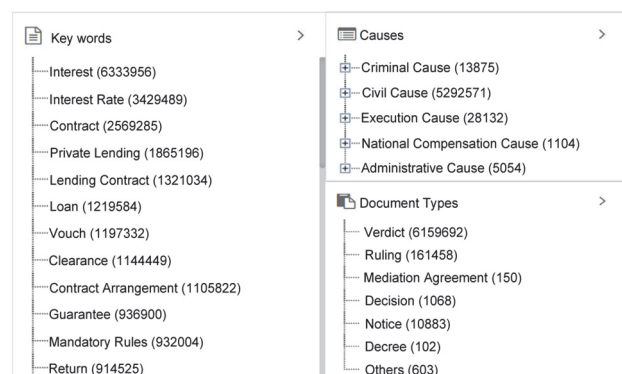 Key words
Interest (6333956)
Interest Rate (3429489)
Contract (2569285)
Private Lending (1865196)
Lending Contract (1321034)
Loan (1219584)
Vouch (1197332)
Clearance (1144449)
Contract Arrangement (1105822)
Guarantee (936900)
Mandatory Rules (932004)
Return (914525)
Causes
Criminal Cause (13875)
Civil Cause (5292571)
Execution Cause (28132)
National Compensation Cause (1104)
Administrative Cause (5054)
Document Types
Verdict (6159692)
Ruling (161458)
Mediation Agreement (150)
Decision (1068)
Notice (10883)
Decree (102)
Others (603)